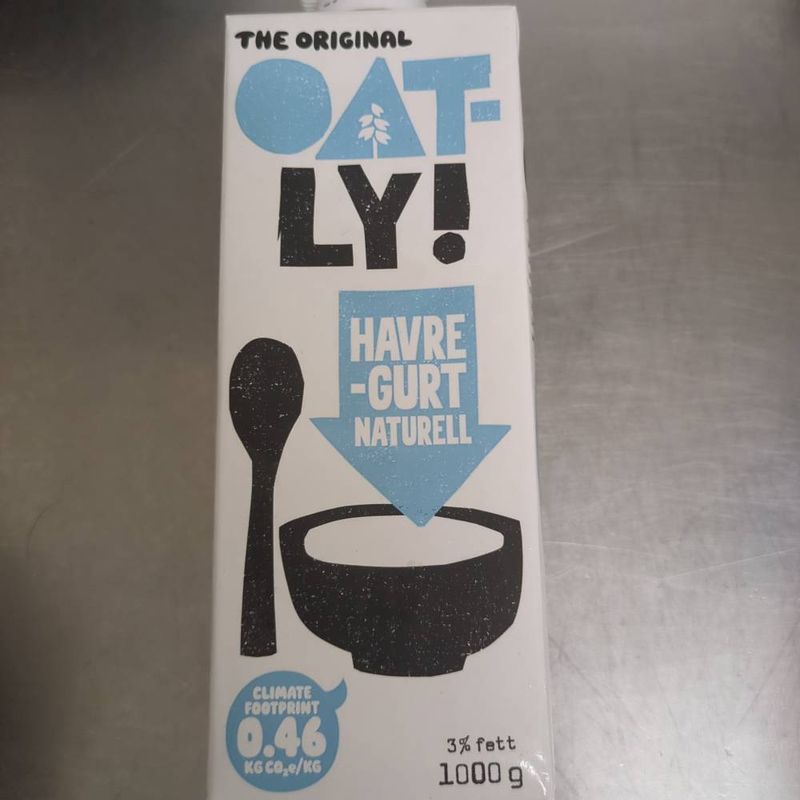 THE ORIGINAL
OAT-
LY!
HAVRE
-GURT
NATURELL
CLIMATE
FOOTPRINT
0.46
KG CO₂e/KG
3% fett
1000 g